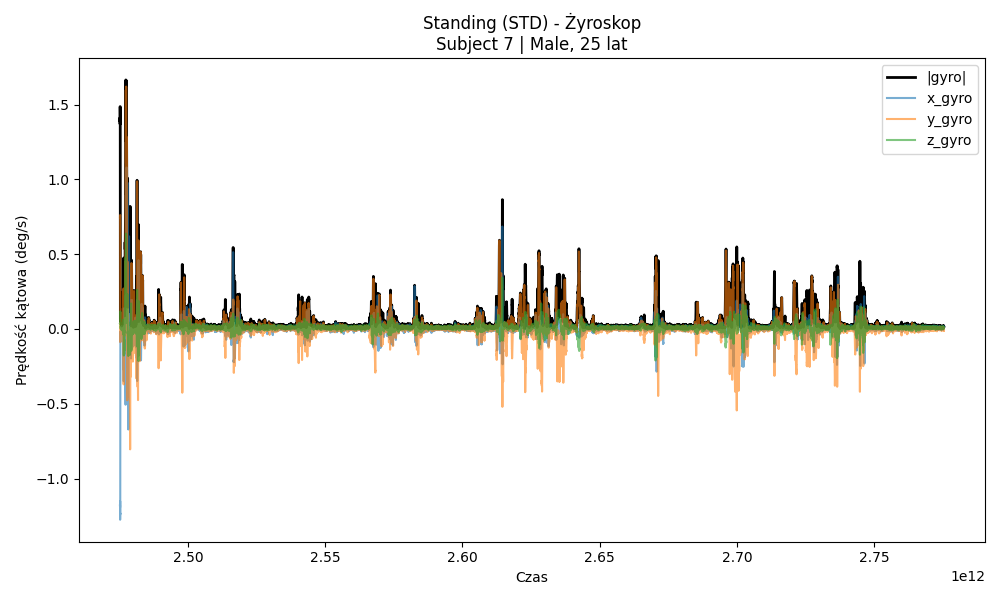 Standing (STD) - Żyroskop
Subject 7 | Male, 25 lat
|gyro|
x_gyro
y_gyro
z_gyro
Prędkość kątowa (deg/s)
1.5
1.0
0.5
0.0
−0.5
−1.0
2.50 2.55 2.60 2.65 2.70 2.75
1e12
Czas